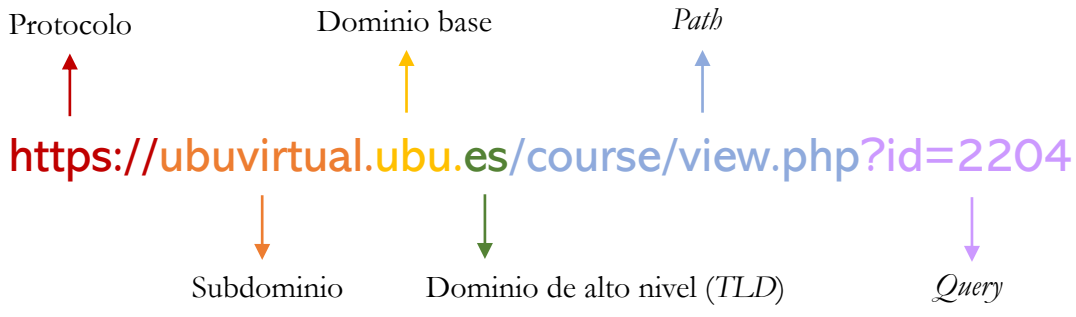 Protocolo Dominio base Path
https://ubuvirtual.ubu.es/course/view.php?id=2204
Subdominio Dominio de alto nivel (TLD) Query